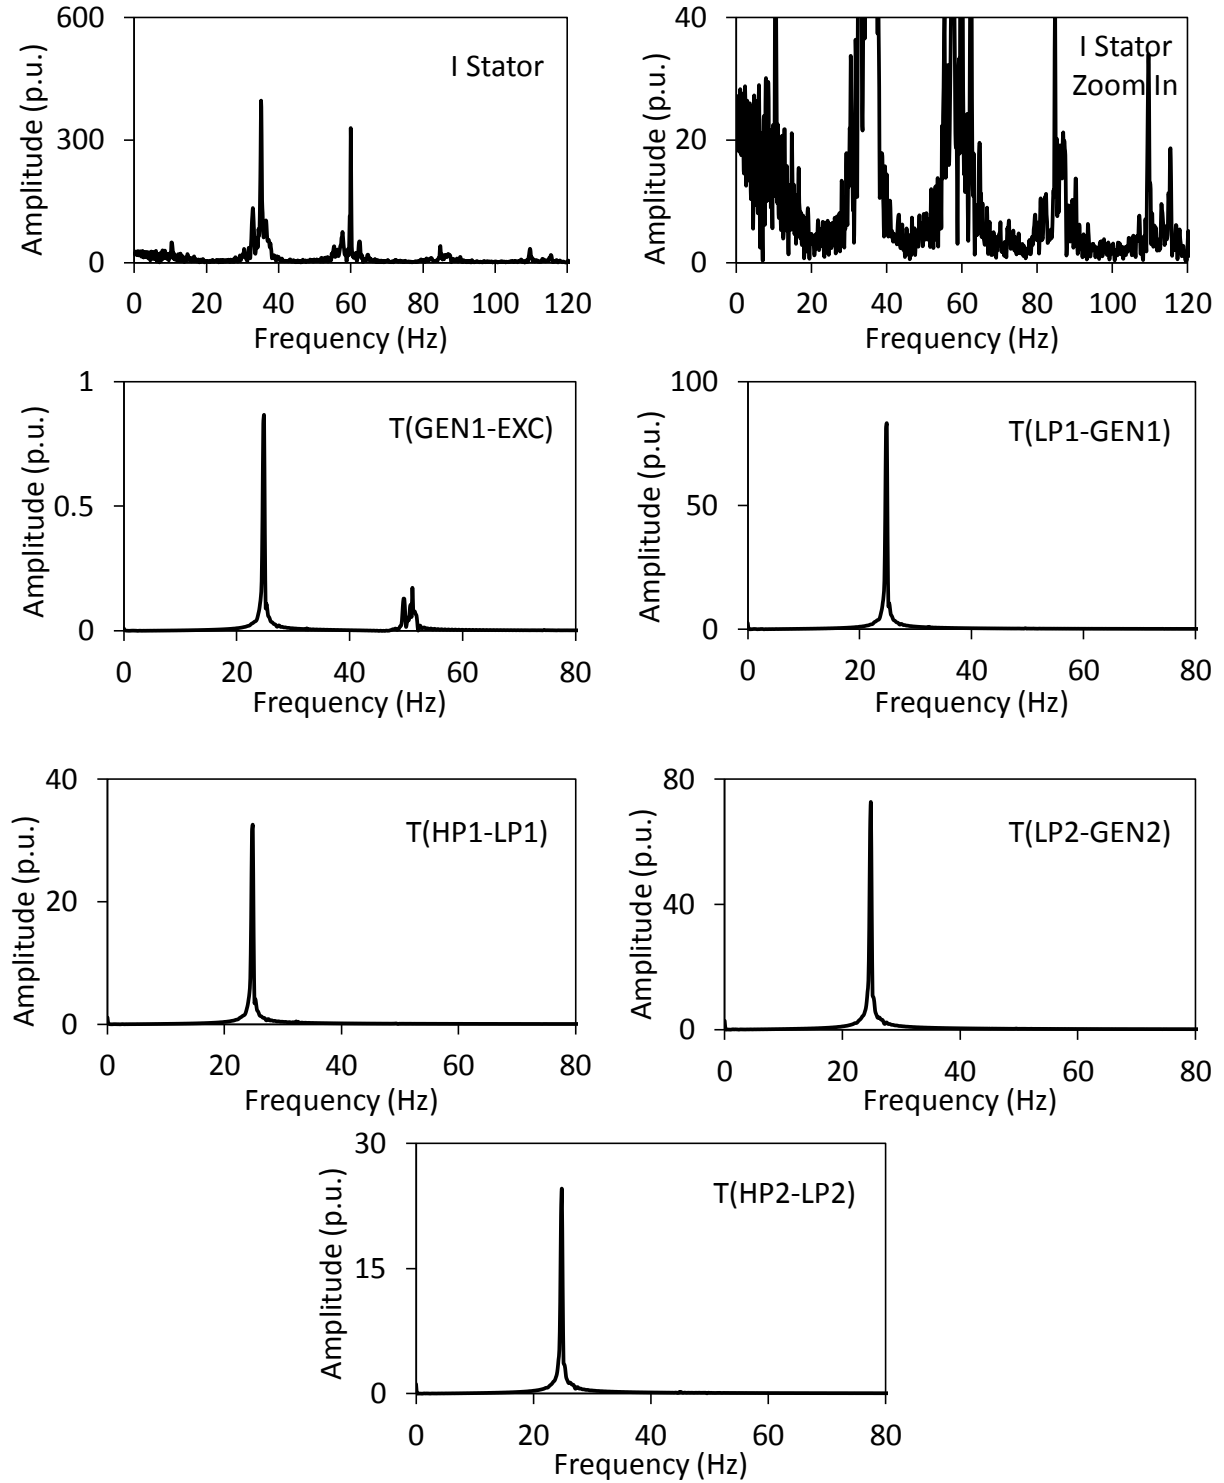 600
300
0
Amplitude (p.u.)
I Stator
0 20 40 60 80 100 120
Frequency (Hz)
40
20
0
Amplitude (p.u.)
I Stator
Zoom In
0 20 40 60 80 100 120
Frequency (Hz)
1
0.5
0
Amplitude (p.u.)
T(GEN1-EXC)
0 20 40 60 80
Frequency (Hz)
100
50
0
Amplitude (p.u.)
T(LP1-GEN1)
0 20 40 60 80
Frequency (Hz)
40
20
0
Amplitude (p.u.)
T(HP1-LP1)
0 20 40 60 80
Frequency (Hz)
80
40
0
Amplitude (p.u.)
T(LP2-GEN2)
0 20 40 60 80
Frequency (Hz)
30
15
0
Amplitude (p.u.)
T(HP2-LP2)
0 20 40 60 80
Frequency (Hz)